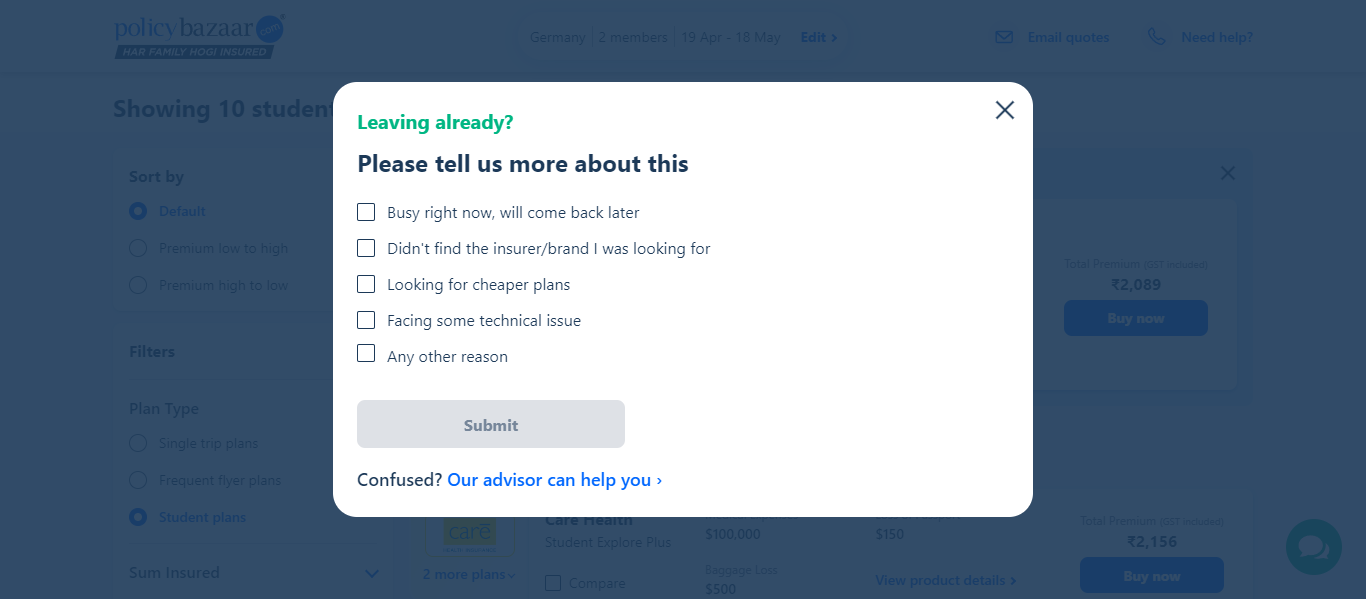 policybazaar.com
HAR FAMILY HOGI INSURED
Germany 2 members 19 Apr - 18 May Edit ›
Email quotes
Need help?
Showing 10 student
Leaving already?
Please tell us more about this
Busy right now, will come back later
Didn't find the insurer/brand I was looking for
Looking for cheaper plans
Facing some technical issue
Any other reason
Submit
Confused? Our advisor can help you ›
Sort by
Default
Premium low to high
Premium high to low
Filters
Plan Type
Single trip plans
Frequent flyer plans
Student plans
Sum Insured
Total Premium (GST included)
₹2,089
Buy now
care
2 more plans
Care Health
Student Explore Plus
Compare
$100,000
Baggage Loss
$500
$150
View product details ›
Total Premium (GST included)
₹2,156
Buy now